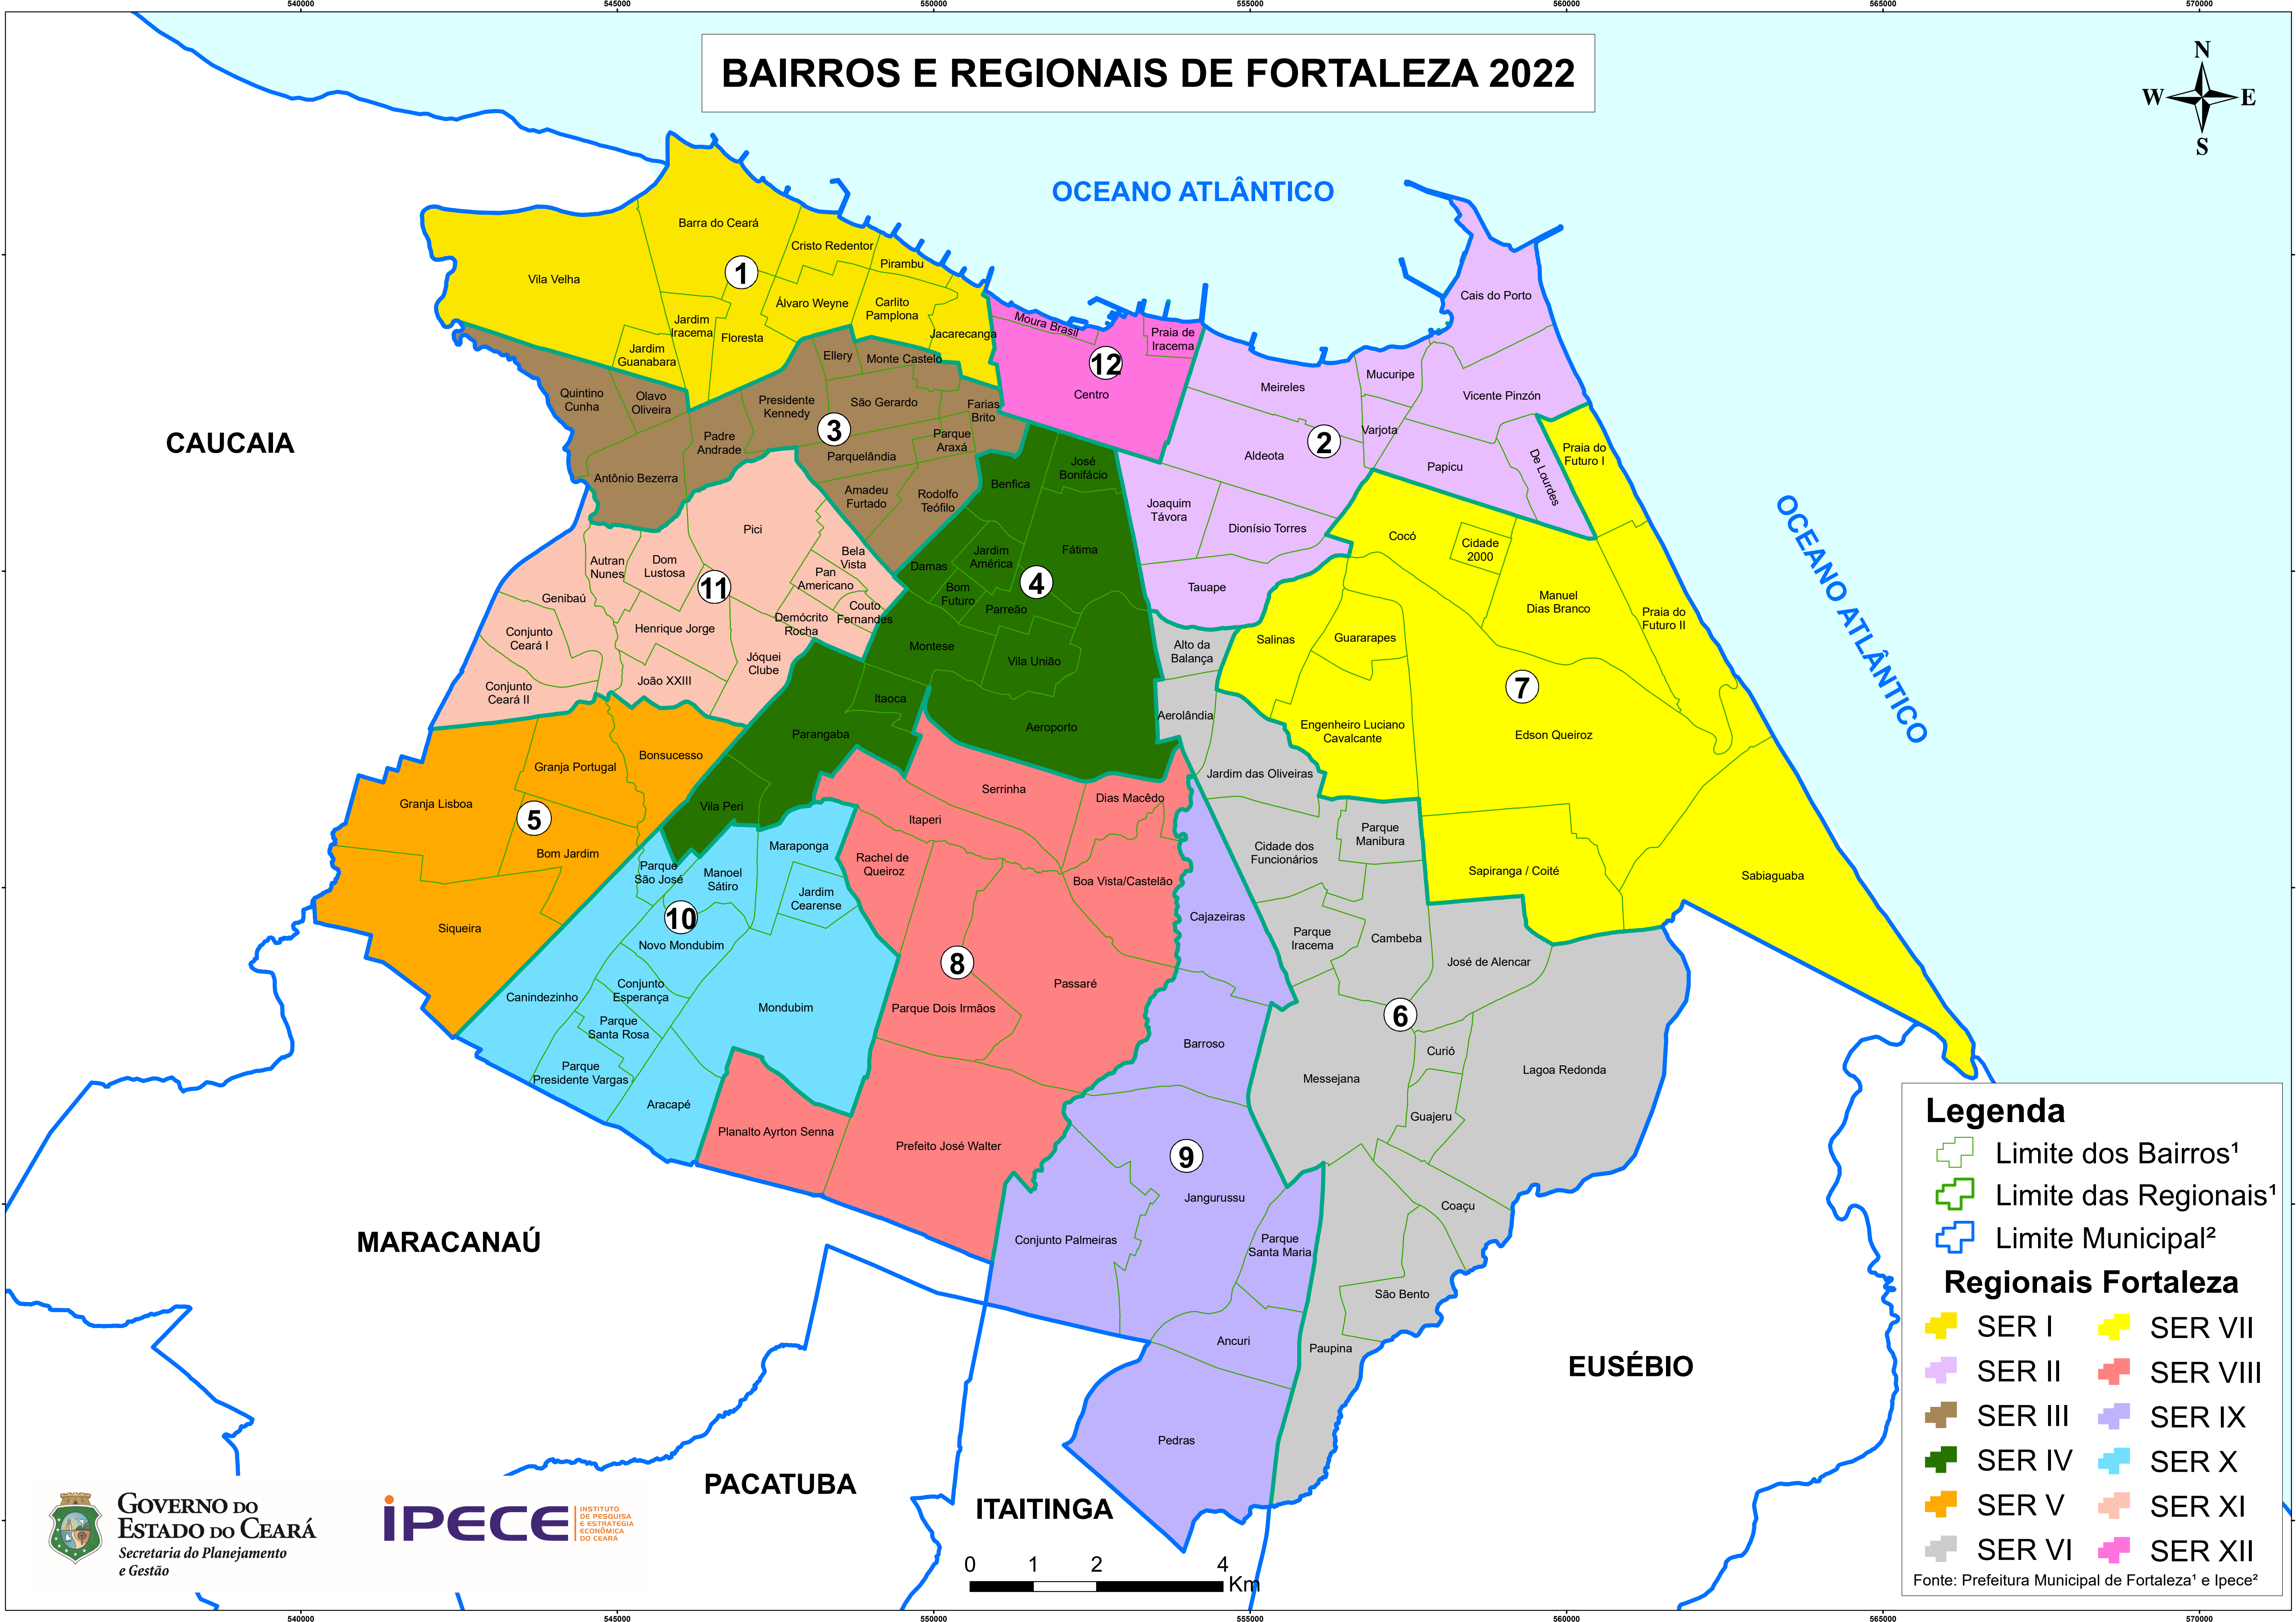 540000
545000
550000
555000
560000
565000
570000
BAIRROS E REGIONAIS DE FORTALEZA 2022
N
W
E
S
OCEANO ATLÂNTICO
OCEANO ATLÂNTICO
CAUCAIA
MARACANAÚ
PACATUBA
ITAITINGA
EUSÉBIO
1
Barra do Ceará
Vila Velha
Cristo Redentor
Pirambu
Álvaro Weyne
Carlito
Pamplona
Jacarecanga
Jardim
Iracema
Floresta
Jardim
Guanabara
12
Moura Brasil
Praia de
Iracema
Centro
2
Cais do Porto
Meireles
Mucuripe
Vicente Pinzón
Varjota
Aldeota
Papicu
De Lourdes
Joaquim
Távora
Dionísio Torres
Tauape
3
Ellery
Monte Castelo
Quintino
Cunha
Olavo
Oliveira
Presidente
Kennedy
São Gerardo
Farias
Brito
Padre
Andrade
Parque
Araxá
Parquelândia
Antônio Bezerra
Amadeu
Furtado
Rodolfo
Teófilo
4
José
Bonifácio
Benfica
Fátima
Jardim
América
Damas
Bom
Futuro
Parreão
Montese
Vila União
Itaoca
Aeroporto
Parangaba
Vila Peri
11
Pici
Autran
Nunes
Dom
Lustosa
Bela
Vista
Pan
Americano
Genibaú
Couto
Fernandes
Demócrito
Rocha
Henrique Jorge
Conjunto
Ceará I
Jóquei
Clube
João XXIII
Conjunto
Ceará II
5
Bonsucesso
Granja Portugal
Granja Lisboa
Bom Jardim
Siqueira
7
Praia do
Futuro I
Cocó
Cidade
2000
Manuel
Dias Branco
Praia do
Futuro II
Salinas
Guararapes
Engenheiro Luciano
Cavalcante
Edson Queiroz
Sapiranga / Coité
Sabiaguaba
6
Alto da
Balança
Aerolândia
Jardim das Oliveiras
Parque
Manibura
Cidade dos
Funcionários
Parque
Iracema
Cambeba
José de Alencar
Curió
Messejana
Lagoa Redonda
Guajeru
Coaçu
São Bento
Paupina
8
Serrinha
Dias Macêdo
Itaperi
Rachel de
Queiroz
Boa Vista/Castelão
Passaré
Parque Dois Irmãos
Planalto Ayrton Senna
Prefeito José Walter
9
Cajazeiras
Barroso
Jangurussu
Conjunto Palmeiras
Parque
Santa Maria
Ancuri
Pedras
10
Maraponga
Parque
São José
Manoel
Sátiro
Jardim
Cearense
Novo Mondubim
Conjunto
Esperança
Canindezinho
Mondubim
Parque
Santa Rosa
Parque
Presidente Vargas
Aracapé
Legenda
Limite dos Bairros¹
Limite das Regionais¹
Limite Municipal²
Regionais Fortaleza
SER I
SER VII
SER II
SER VIII
SER III
SER IX
SER IV
SER X
SER V
SER XI
SER VI
SER XII
Fonte: Prefeitura Municipal de Fortaleza¹ e Ipece²
GOVERNO DO
ESTADO DO CEARÁ
Secretaria do Planejamento
e Gestão
iPECE
INSTITUTO
DE PESQUISA
E ESTRATÉGIA
ECONÔMICA
DO CEARÁ
0 1 2 4
Km
540000
545000
550000
555000
560000
565000
570000